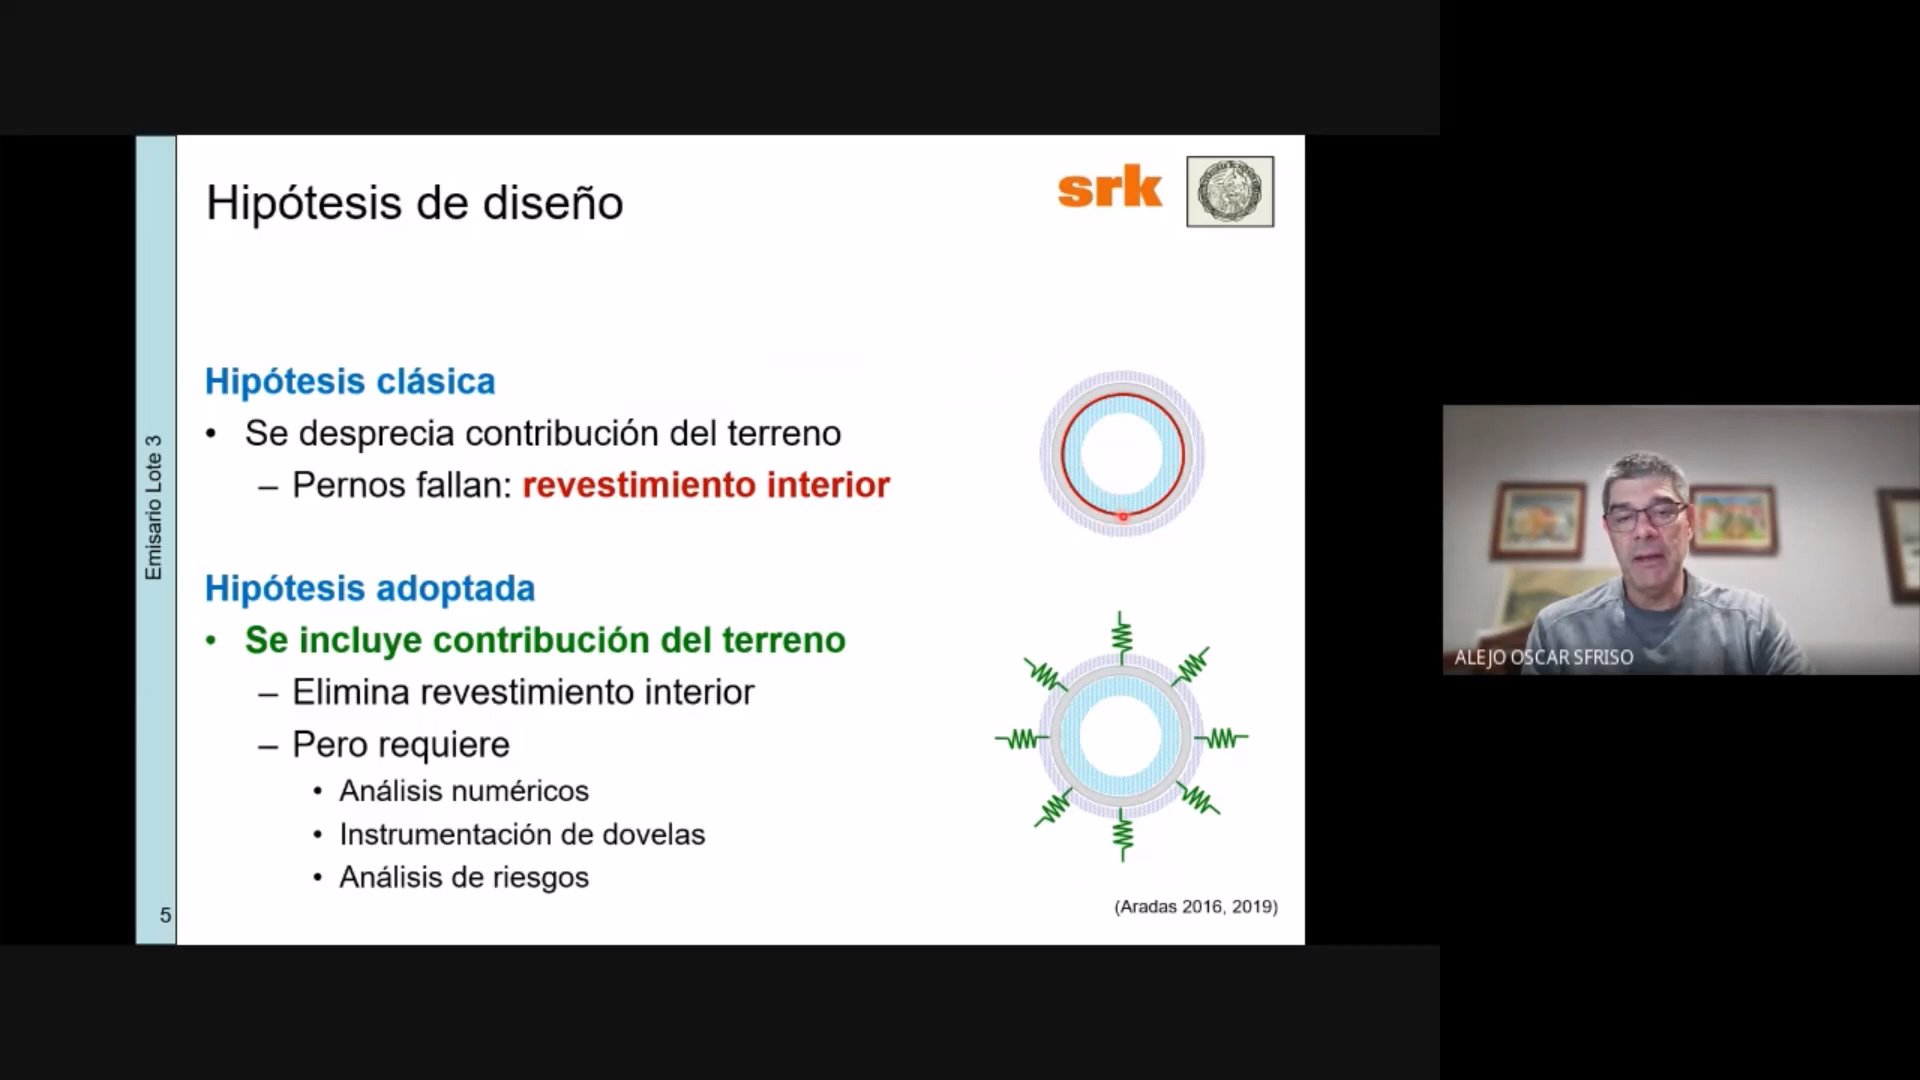 Hipótesis de diseño
srk
Hipótesis clásica
• Se desprecia contribución del terreno
– Pernos fallan: revestimiento interior
Hipótesis adoptada
• Se incluye contribución del terreno
– Elimina revestimiento interior
– Pero requiere
• Análisis numéricos
• Instrumentación de dovelas
• Análisis de riesgos
(Aradas 2016, 2019)
Emisario Lote 3
5
ALEJO OSCAR SFRISO